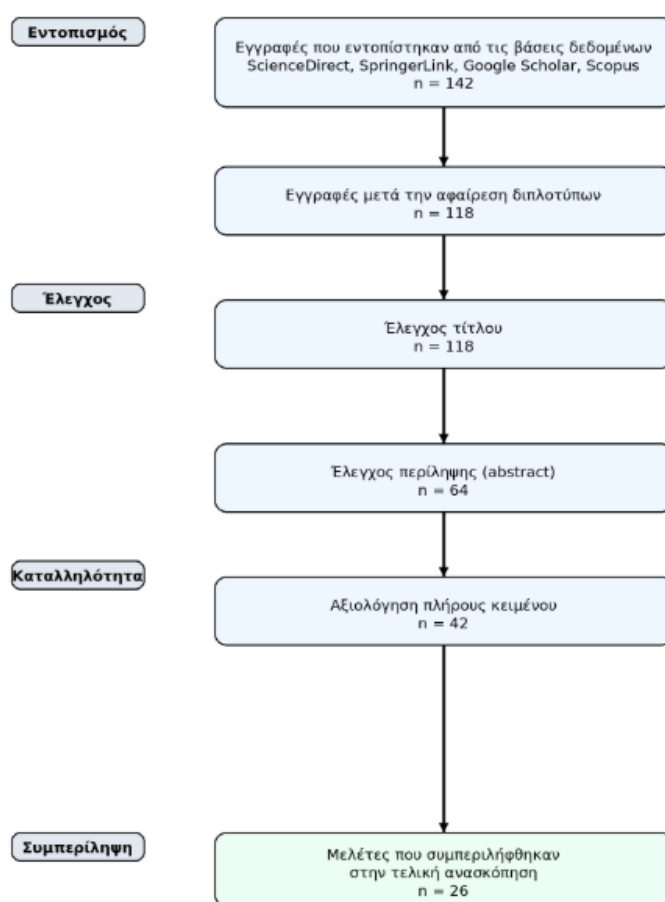 Εντοπισμός
Εγγραφές που εντοπίστηκαν από τις βάσεις δεδομένων
ScienceDirect, SpringerLink, Google Scholar, Scopus
n = 142
Εγγραφές μετά την αφαίρεση διπλοτύπων
n = 118
Έλεγχος
Έλεγχος τίτλου
n = 118
Έλεγχος περίληψης (abstract)
n = 64
Καταλληλότητα
Αξιολόγηση πλήρους κειμένου
n = 42
Συμπερίληψη
Μελέτες που συμπεριλήφθηκαν
στην τελική ανασκόπηση
n = 26